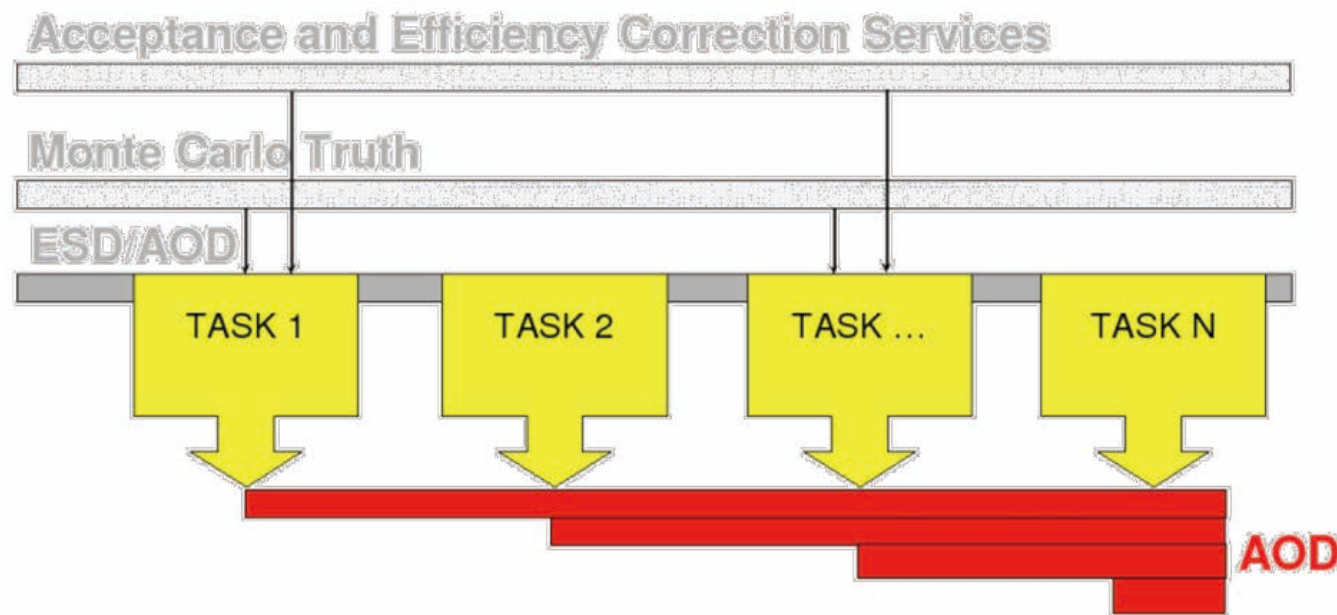 Acceptance and Efficiency Correction Services
Monte Carlo Truth
ESD/AOD
TASK 1 TASK 2 TASK ... TASK N
AOD